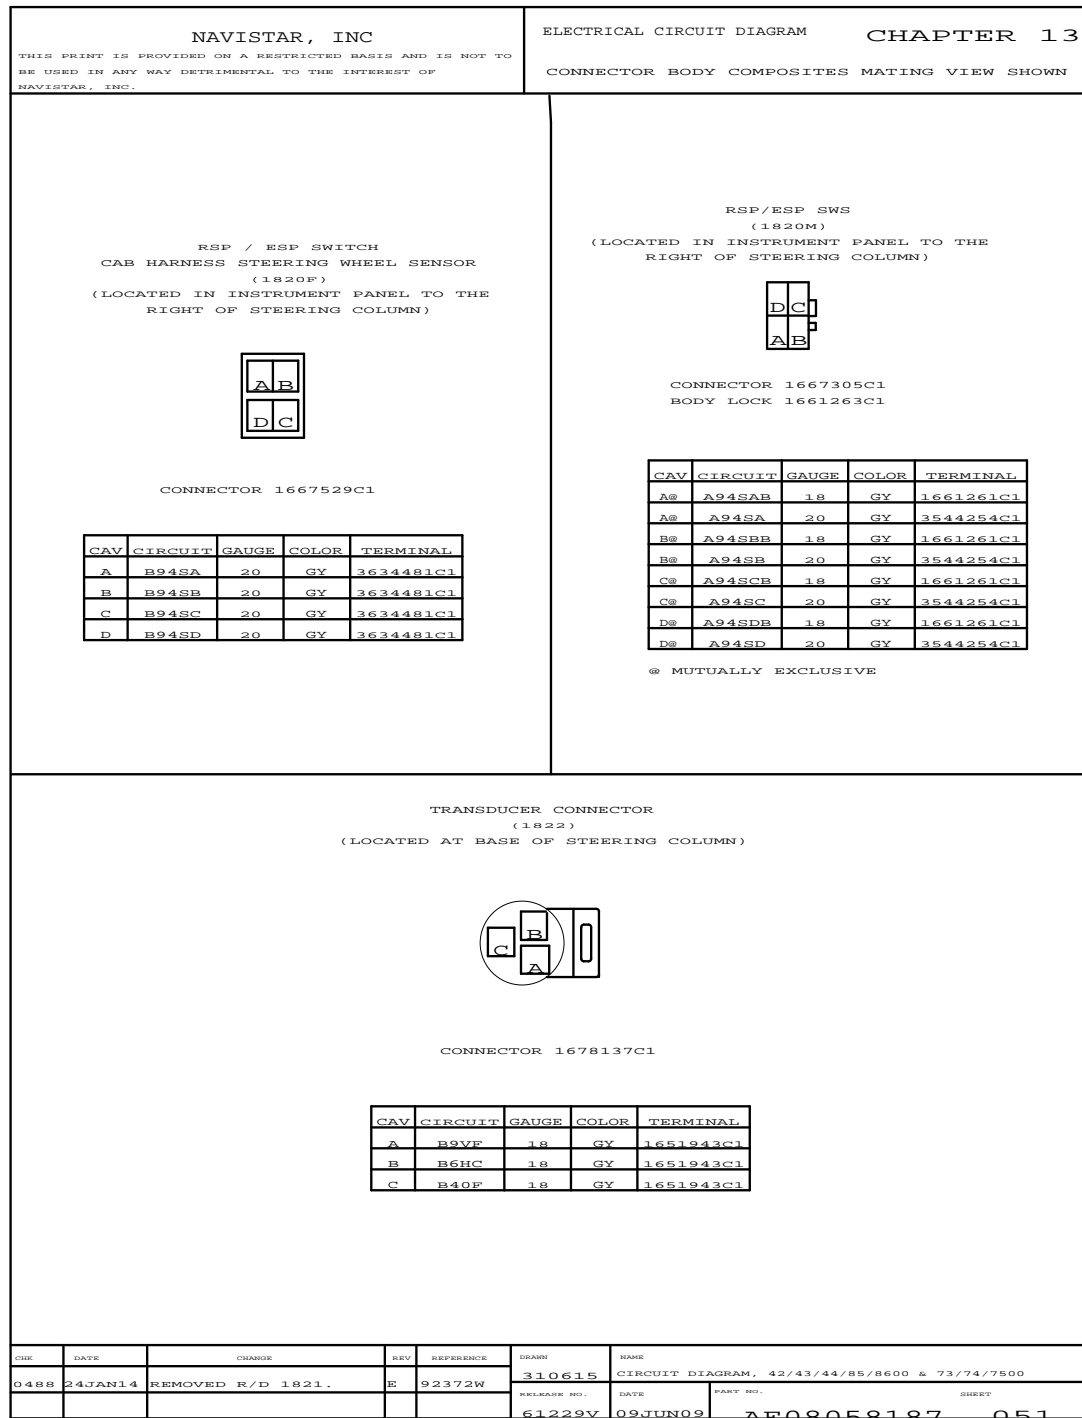 NAVISTAR, INC
THIS PRINT IS PROVIDED ON A RESTRICTED BASIS AND IS NOT TO
BE USED IN ANY WAY DETRIMENTAL TO THE INTEREST OF
NAVISTAR, INC.
ELECTRICAL CIRCUIT DIAGRAM CHAPTER 13
CONNECTOR BODY COMPOSITES MATING VIEW SHOWN
RSP / ESP SWITCH
CAB HARNESS STEERING WHEEL SENSOR
(1820F)
(LOCATED IN INSTRUMENT PANEL TO THE
RIGHT OF STEERING COLUMN)
A B
D C
CONNECTOR 1667529C1
CAV CIRCUIT GAUGE COLOR TERMINAL
A B94SA 20 GY 3634481C1
B B94SB 20 GY 3634481C1
C B94SC 20 GY 3634481C1
D B94SD 20 GY 3634481C1
RSP/ESP SWS
(1820M)
(LOCATED IN INSTRUMENT PANEL TO THE
RIGHT OF STEERING COLUMN)
D C
A B
CONNECTOR 1667305C1
BODY LOCK 1661263C1
CAV CIRCUIT GAUGE COLOR TERMINAL
A@ A94SAB 18 GY 1661261C1
A@ A94SA 20 GY 3544254C1
B@ A94SBB 18 GY 1661261C1
B@ A94SB 20 GY 3544254C1
C@ A94SCB 18 GY 1661261C1
C@ A94SC 20 GY 3544254C1
D@ A94SDB 18 GY 1661261C1
D@ A94SD 20 GY 3544254C1
@ MUTUALLY EXCLUSIVE
TRANSDUCER CONNECTOR
(1822)
(LOCATED AT BASE OF STEERING COLUMN)
B
C
A
CONNECTOR 1678137C1
CAV CIRCUIT GAUGE COLOR TERMINAL
A B9VF 18 GY 1651943C1
B B6HC 18 GY 1651943C1
C B40F 18 GY 1651943C1
CHK DATE CHANGE REV REFERENCE
0488 24JAN14 REMOVED R/D 1821. E 92372W
DRAWN
310615
NAME
CIRCUIT DIAGRAM, 42/43/44/85/8600 & 73/74/7500
RELEASE NO.
61229V
DATE
09JUN09
PART NO. SHEET
AF08058187 051